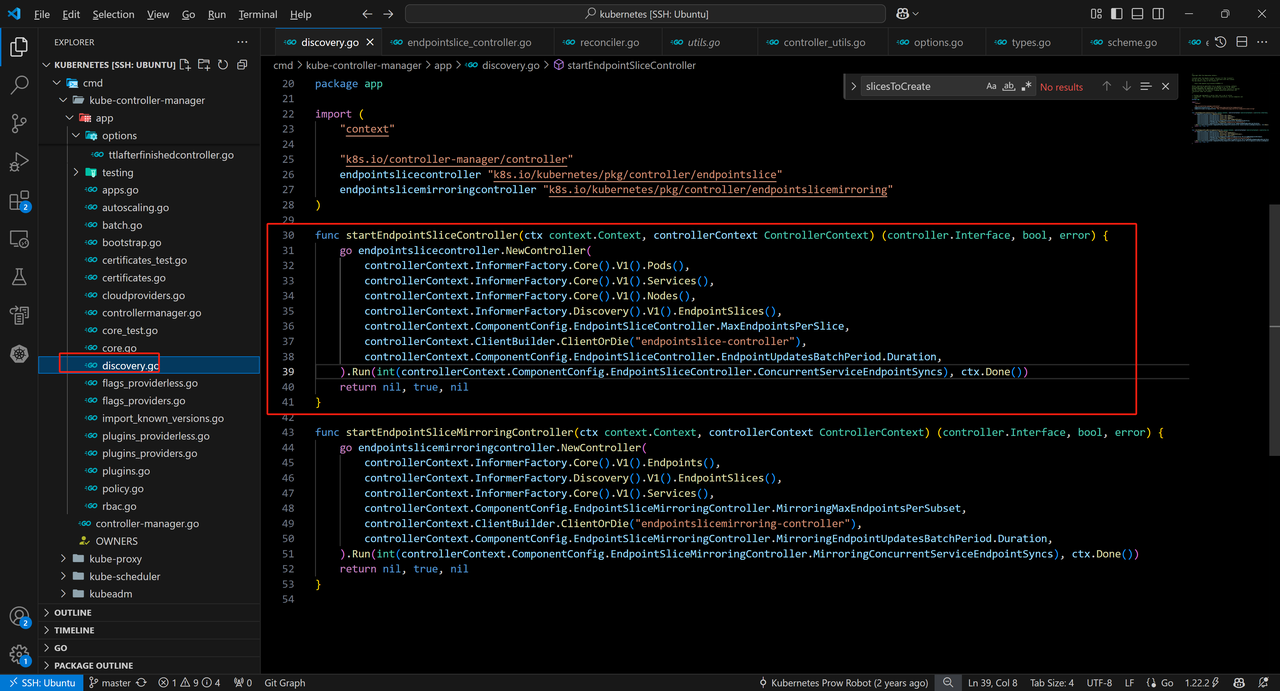 File Edit Selection View Go Run Terminal Help
kubernetes [SSH: Ubuntu]
EXPLORER
KUBERNETES [SSH: UBUNTU]
cmd
kube-controller-manager
app
options
ttlafterfinishedcontroller.go
testing
apps.go
autoscaling.go
batch.go
bootstrap.go
certificates_test.go
certificates.go
cloudproviders.go
controllermanager.go
core_test.go
core.go
discovery.go
flags_providerless.go
flags_providers.go
import_known_versions.go
plugins_providerless.go
plugins_providers.go
plugins.go
policy.go
rbac.go
controller-manager.go
OWNERS
kube-proxy
kube-scheduler
kubeadm
OUTLINE
TIMELINE
GO
PACKAGE OUTLINE
2
2
1
discovery.go endpointslice_controller.go reconciler.go utils.go controller_utils.go options.go types.go scheme.go
cmd > kube-controller-manager > app > discovery.go > startEndpointSliceController
slicesToCreate Aa ab .* No results
20 package app
21
22 import (
23 "context"
24
25 "k8s.io/controller-manager/controller"
26 endpointslicecontroller "k8s.io/kubernetes/pkg/controller/endpointslice"
27 endpointslicemirroringcontroller "k8s.io/kubernetes/pkg/controller/endpointslicemirroring"
28 )
29
30 func startEndpointSliceController(ctx context.Context, controllerContext ControllerContext) (controller.Interface, bool, error) {
31 go endpointslicecontroller.NewController(
32 controllerContext.InformerFactory.Core().V1().Pods(),
33 controllerContext.InformerFactory.Core().V1().Services(),
34 controllerContext.InformerFactory.Core().V1().Nodes(),
35 controllerContext.InformerFactory.Discovery().V1().EndpointSlices(),
36 controllerContext.ComponentConfig.EndpointSliceController.MaxEndpointsPerSlice,
37 controllerContext.ClientBuilder.ClientOrDie("endpointslice-controller"),
38 controllerContext.ComponentConfig.EndpointSliceController.EndpointUpdatesBatchPeriod.Duration,
39 ).Run(int(controllerContext.ComponentConfig.EndpointSliceController.ConcurrentServiceEndpointSyncs), ctx.Done())
40 return nil, true, nil
41 }
42
43 func startEndpointSliceMirroringController(ctx context.Context, controllerContext ControllerContext) (controller.Interface, bool, error) {
44 go endpointslicemirroringcontroller.NewController(
45 controllerContext.InformerFactory.Core().V1().Endpoints(),
46 controllerContext.InformerFactory.Discovery().V1().EndpointSlices(),
47 controllerContext.InformerFactory.Core().V1().Services(),
48 controllerContext.ComponentConfig.EndpointSliceMirroringController.MirroringMaxEndpointsPerSubset,
49 controllerContext.ClientBuilder.ClientOrDie("endpointslicemirroring-controller"),
50 controllerContext.ComponentConfig.EndpointSliceMirroringController.MirroringEndpointUpdatesBatchPeriod.Duration,
51 ).Run(int(controllerContext.ComponentConfig.EndpointSliceMirroringController.MirroringConcurrentServiceEndpointSyncs), ctx.Done())
52 return nil, true, nil
53 }
54
SSH: Ubuntu master 1 9 4 0 Git Graph Kubernetes Prow Robot (2 years ago) Ln 39, Col 8 Tab Size: 4 UTF-8 LF Go 1.22.2